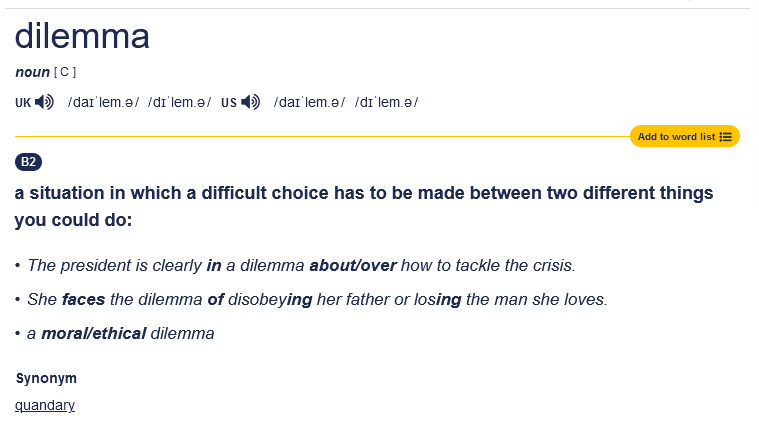 dilemma
noun [ C ]
UK /daɪˈlem.ə/ /dɪˈlem.ə/ US /daɪˈlem.ə/ /dɪˈlem.ə/
Add to word list
B2
a situation in which a difficult choice has to be made between two different things
you could do:
• The president is clearly in a dilemma about/over how to tackle the crisis.
• She faces the dilemma of disobeying her father or losing the man she loves.
• a moral/ethical dilemma
Synonym
quandary